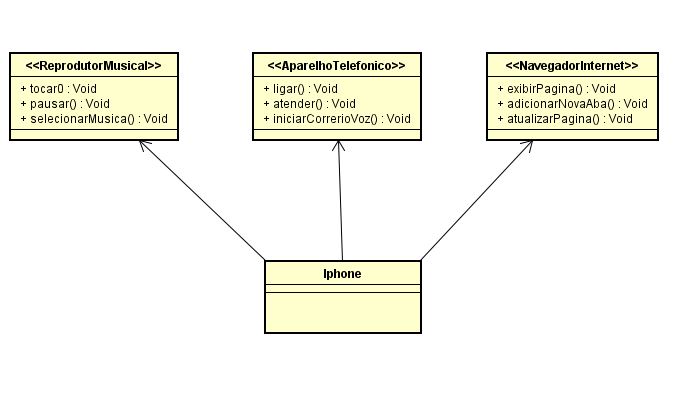 <<ReprodutorMusical>>
+ tocar0 : Void
+ pausar() : Void
+ selecionarMusica() : Void
<<AparelhoTelefonico>>
+ ligar() : Void
+ atender() : Void
+ iniciarCorrerioVoz() : Void
<<NavegadorInternet>>
+ exibirPagina() : Void
+ adicionarNovaAba() : Void
+ atualizarPagina() : Void
Iphone